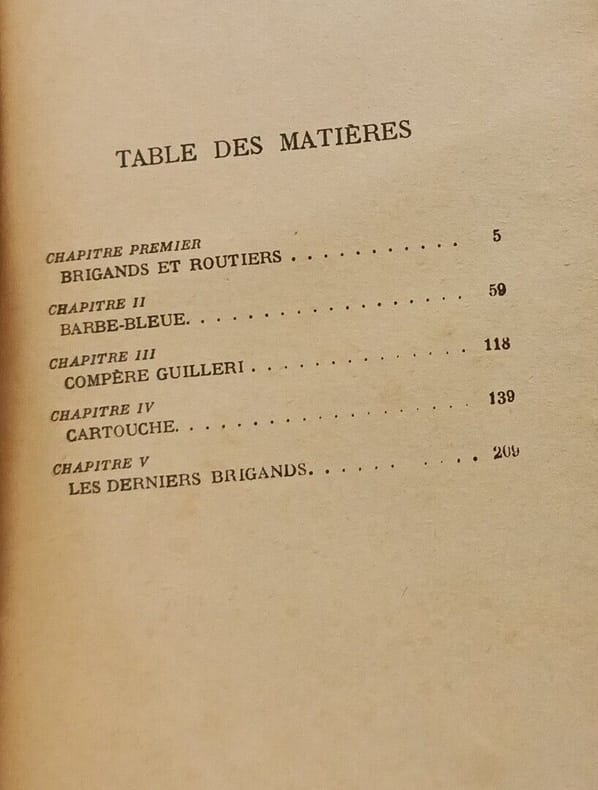 TABLE DES MATIÈRES
CHAPITRE PREMIER
BRIGANDS ET ROUTIERS . . . . . . . . . . . 5
CHAPITRE II
BARBE-BLEUE. . . . . . . . . . . . . . . . . 59
CHAPITRE III
COMPÈRE GUILLERI . . . . . . . . . . . . . . 118
CHAPITRE IV
CARTOUCHE. . . . . . . . . . . . . . . . . . 139
CHAPITRE V
LES DERNIERS BRIGANDS. . . . . . . . . . 209